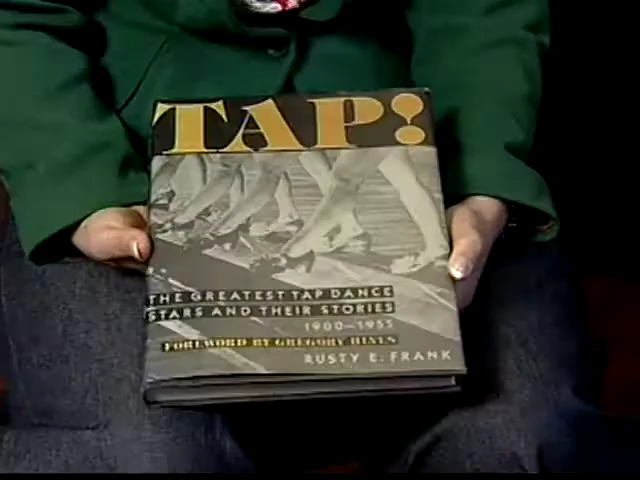 TAP!
THE GREATEST TAP DANCE
STARS AND THEIR STORIES
1900–1955
FOREWORD BY GREGORY HINES
RUSTY E. FRANK